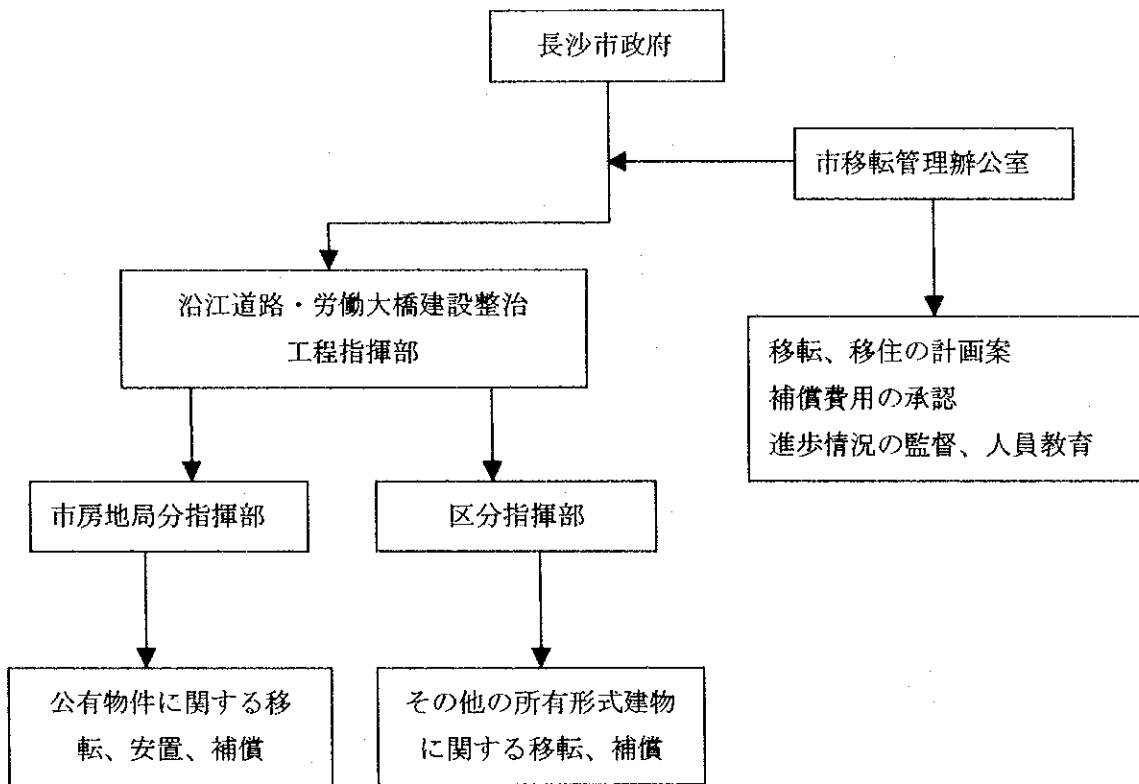 長沙市政府
市移転管理辦公室
沿江道路・労働大橋建設整治
工程指揮部
移転、移住の計画案
補償費用の承認
進歩情況の監督、人員教育
市房地局分指揮部
区分指揮部
公有物件に関する移
転、安置、補償
その他の所有形式建物
に関する移転、補償